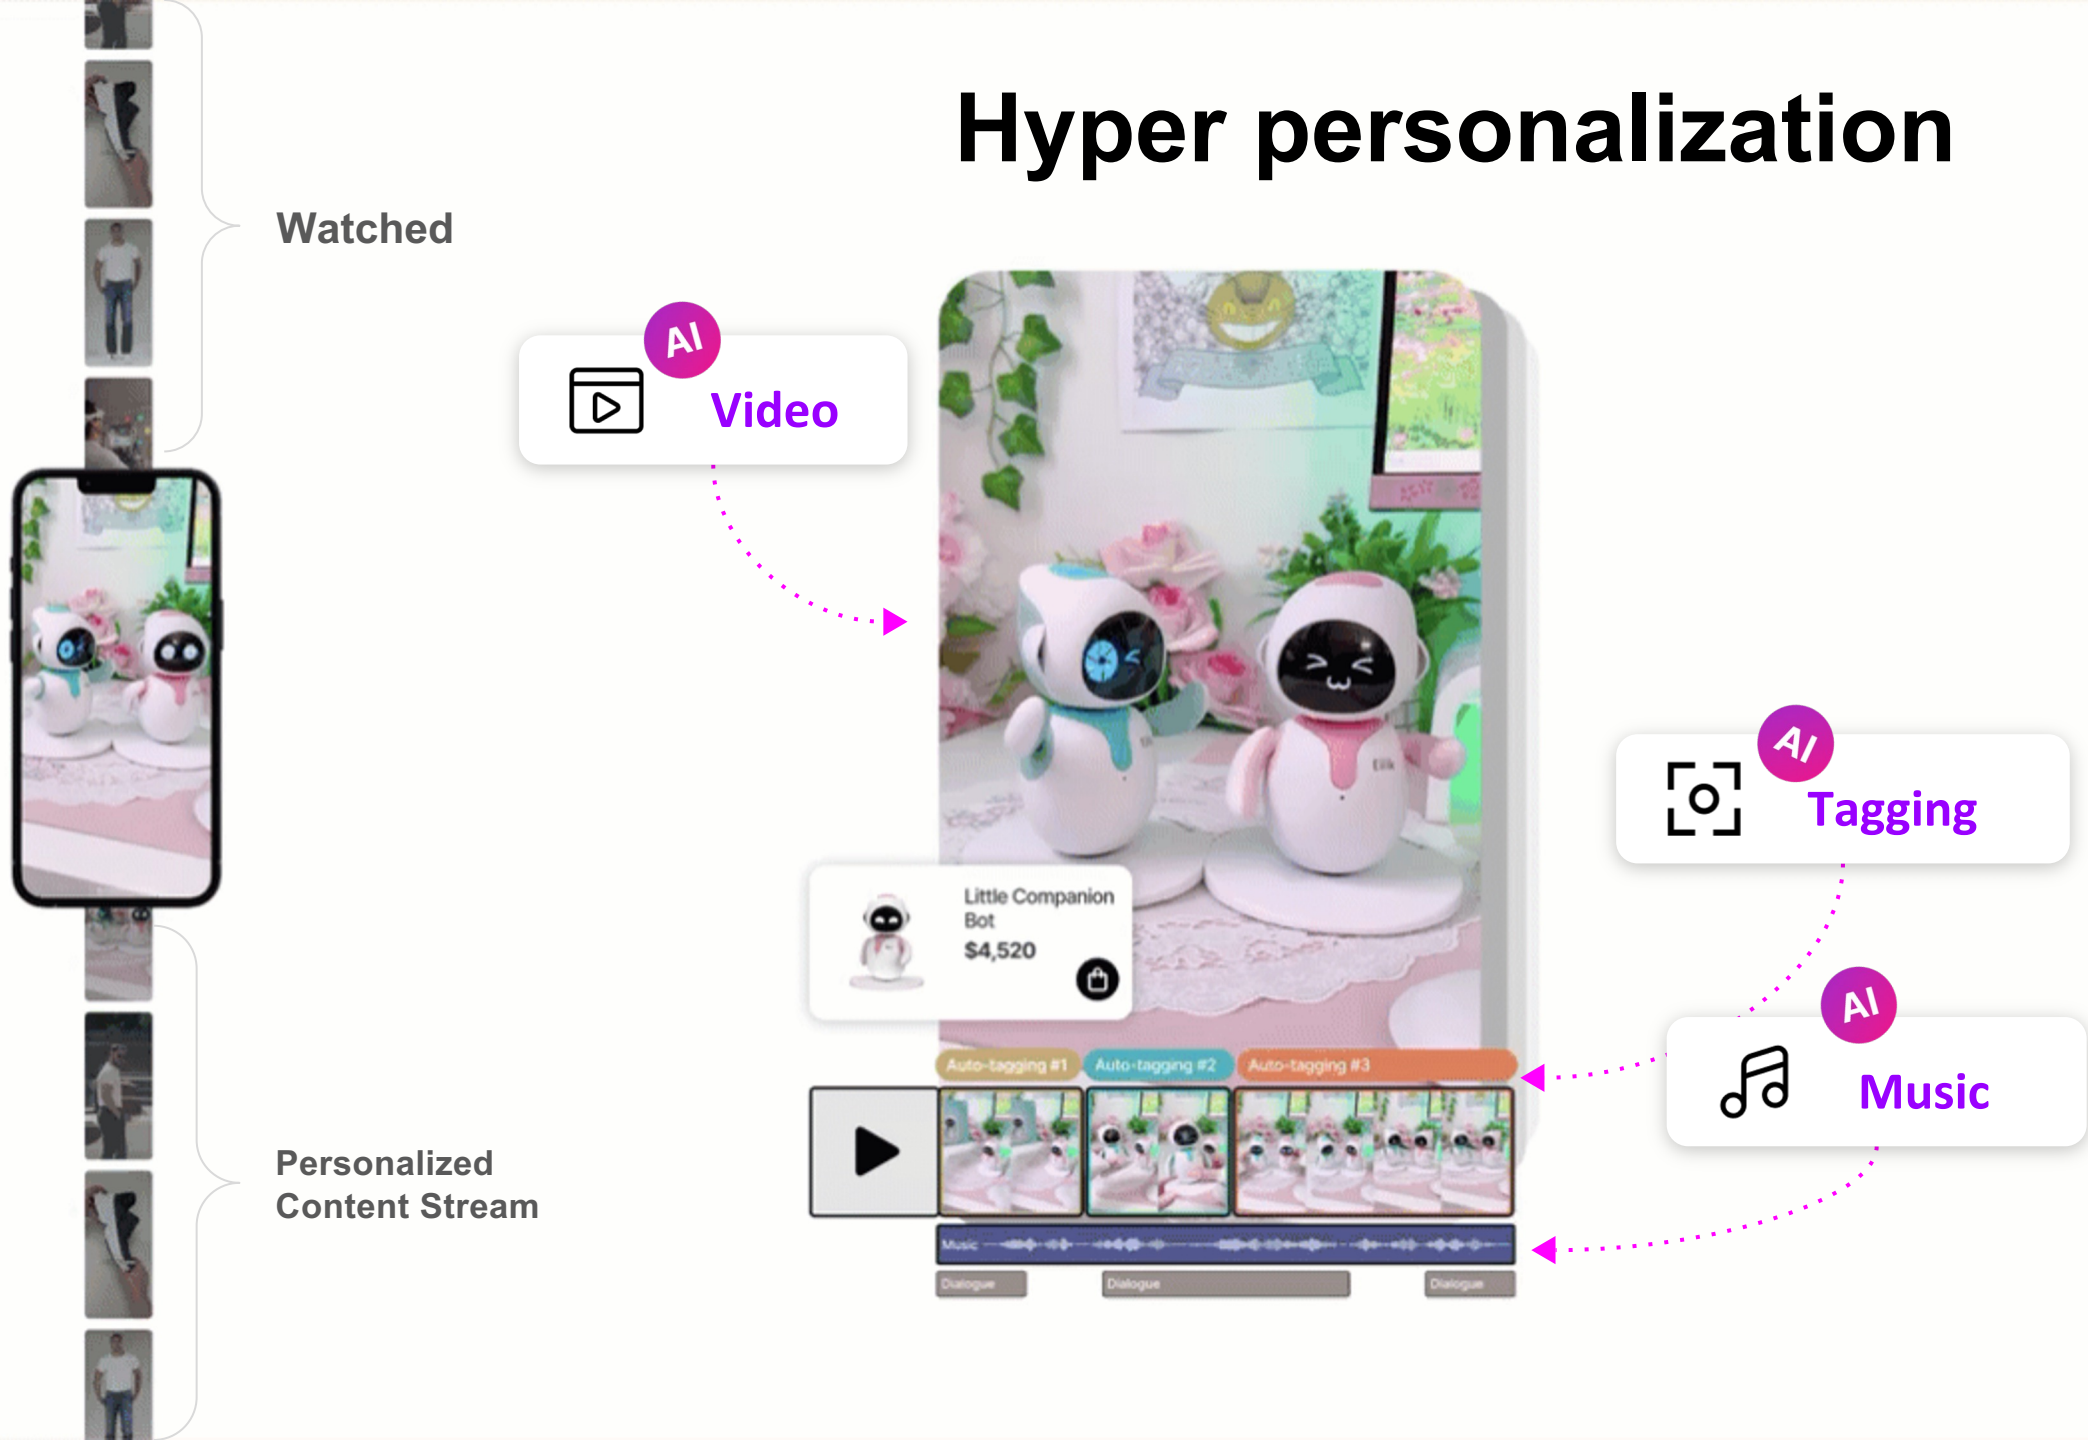 Hyper personalization
Watched
AI
Video
AI
Tagging
Little Companion
Bot
$4,520
AI
Music
Auto-tagging #1
Auto-tagging #2
Auto-tagging #3
Personalized
Content Stream
Music
Dialogue
Dialogue
Dialogue
Eilik